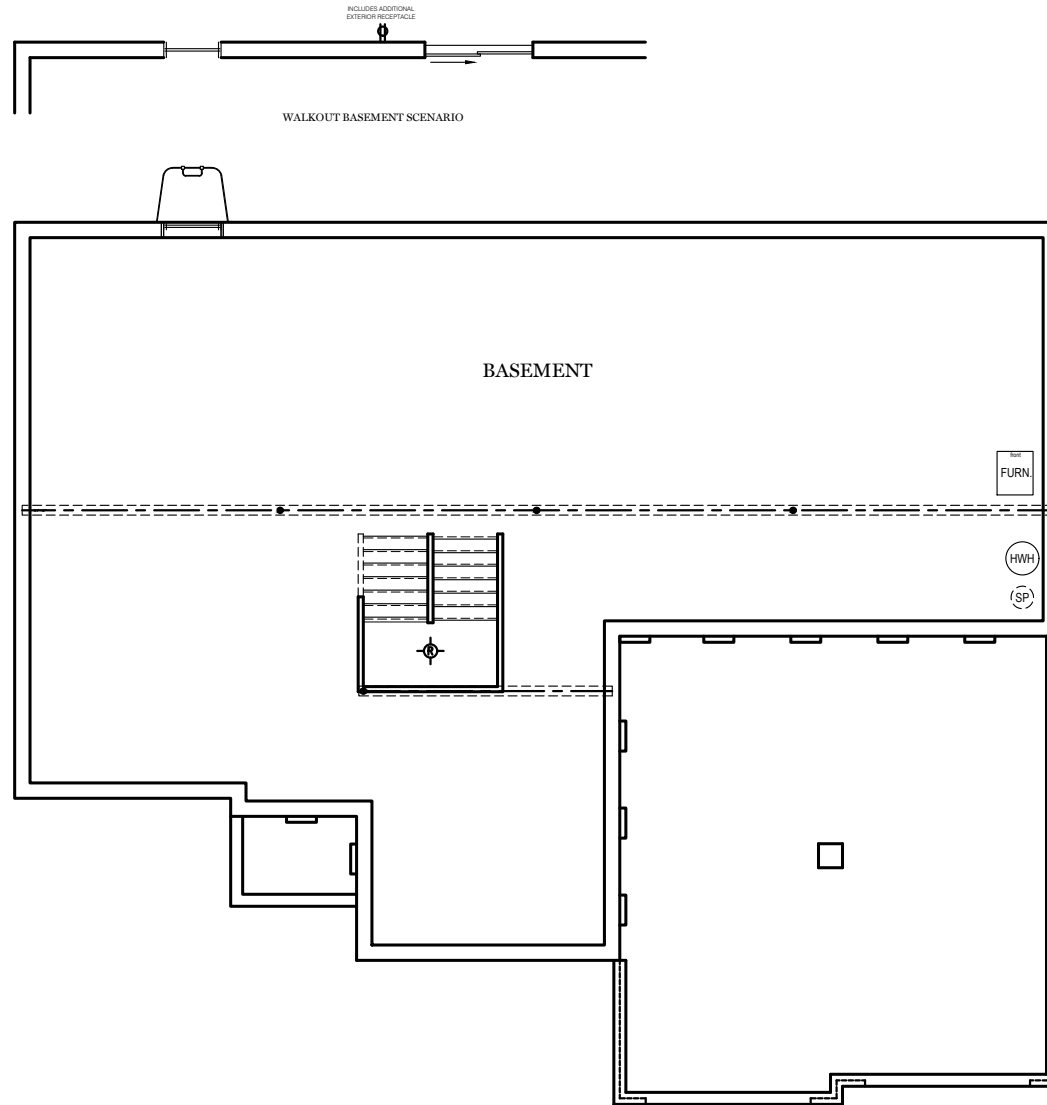 INCLUDES ADDITIONAL
EXTERIOR RECEPTACLE
WALKOUT BASEMENT SCENARIO
BASEMENT
front
FURN.
HWH
SP
R